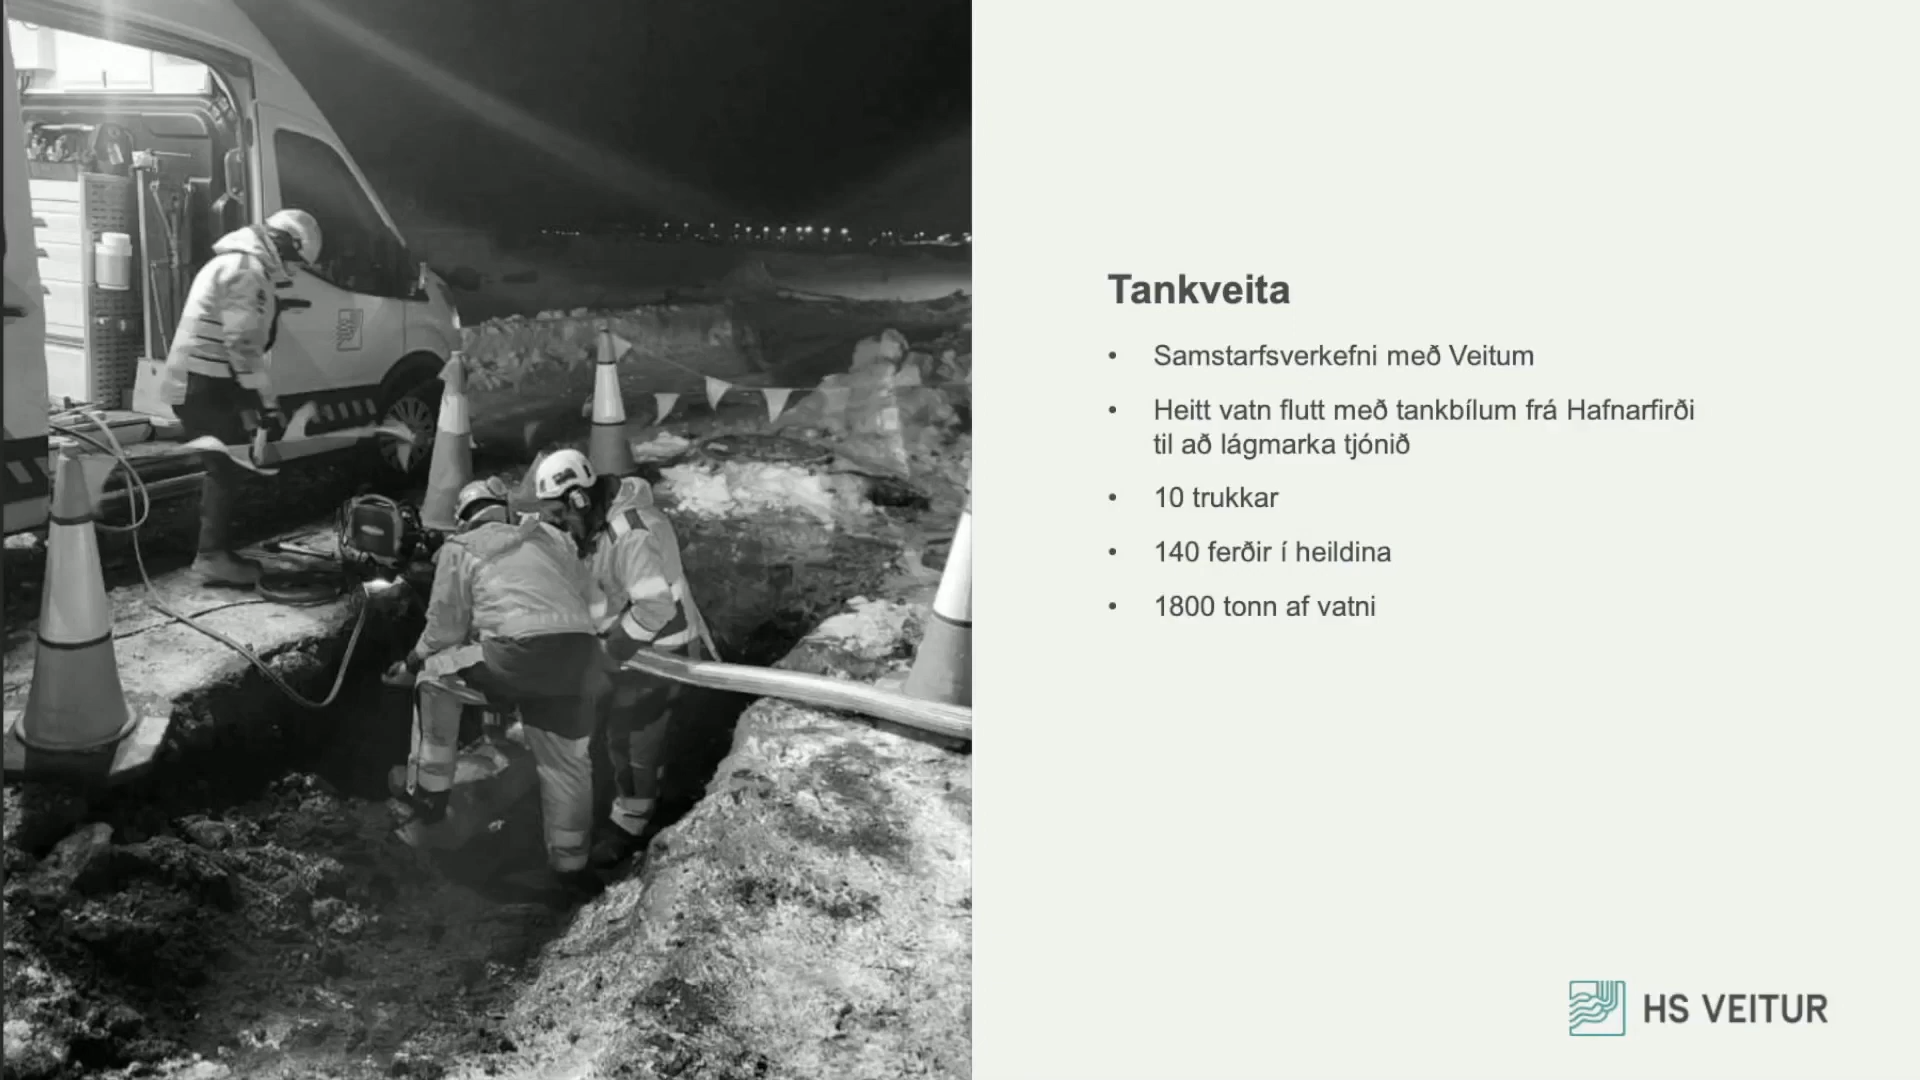 Tankveita
• Samstarfsverkefni með Veitum
• Heitt vatn flutt með tankbílum frá Hafnarfirði
til að lágmarka tjónið
• 10 trukkar
• 140 ferðir í heildina
• 1800 tonn af vatni
HS VEITUR